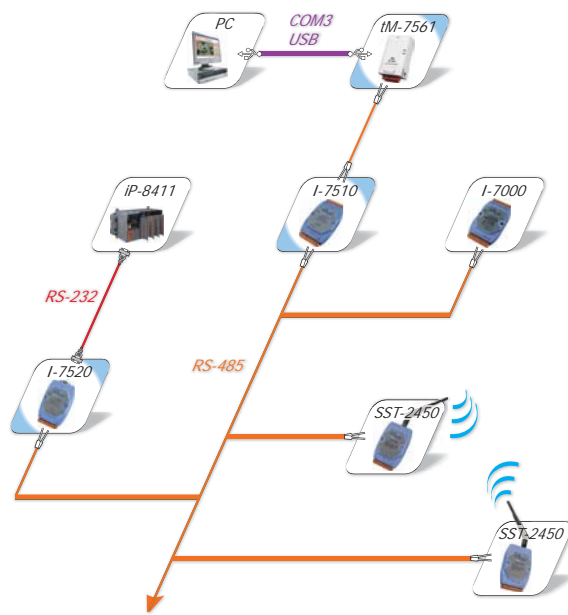 PC
COM3
USB
tM-7561
iP-8411
I-7510
I-7000
RS-232
RS-485
I-7520
SST-2450
SST-2450